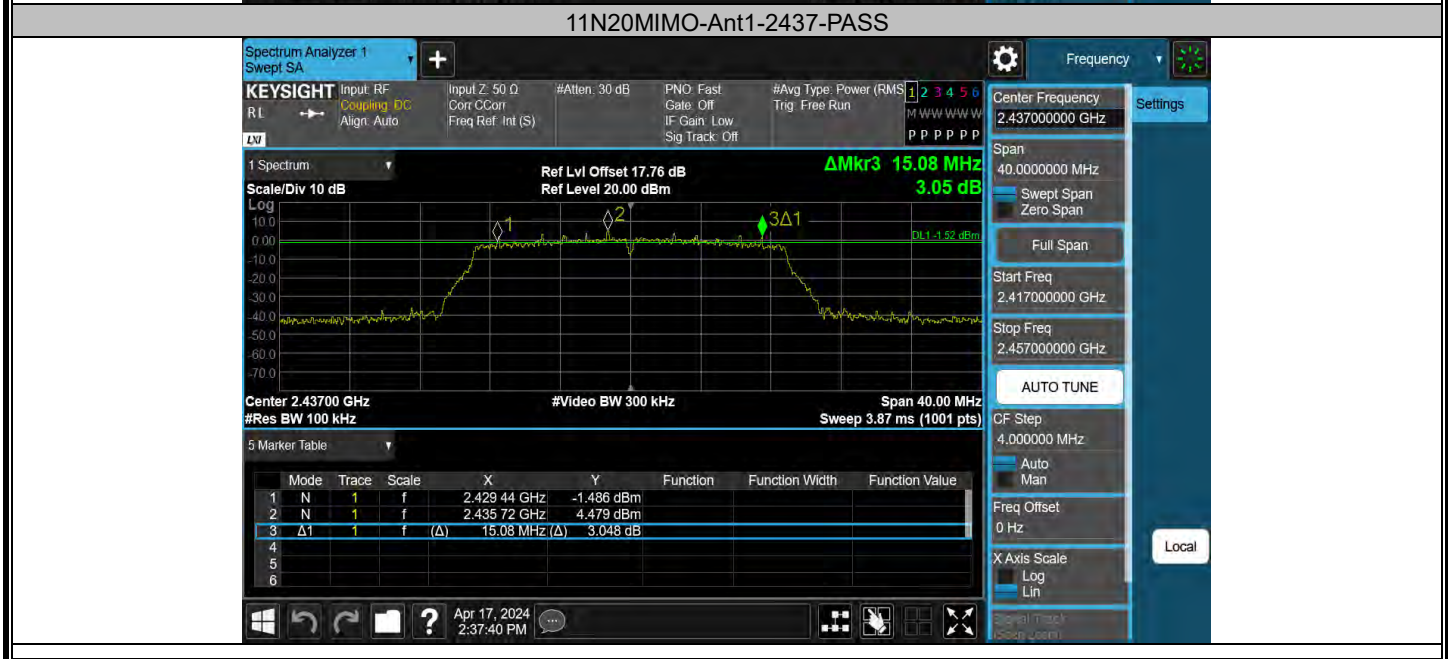 11N20MIMO-Ant1-2437-PASS
Spectrum Analyzer 1
Swept SA
Frequency
KEYSIGHT
RL
LXI
Input: RF
Coupling: DC
Align: Auto
Input Z: 50 Ω
Corr CCorr
Freq Ref: Int (S)
#Atten: 30 dB
PNO: Fast
Gate: Off
IF Gain: Low
Sig Track: Off
#Avg Type: Power (RMS
Trig: Free Run
1 2 3 4 5 6
M W W W W W
P P P P P P
1 Spectrum
Scale/Div 10 dB
Log
Ref Lvl Offset 17.76 dB
Ref Level 20.00 dBm
ΔMkr3 15.08 MHz
3.05 dB
10.0
0.00
-10.0
-20.0
-30.0
-40.0
-50.0
-60.0
-70.0
1
2
3Δ1
DL1 -1.52 dBm
Center 2.43700 GHz
#Res BW 100 kHz
#Video BW 300 kHz
Span 40.00 MHz
Sweep 3.87 ms (1001 pts)
5 Marker Table
Mode Trace Scale X Y Function Function Width Function Value
1 N 1 f 2.429 44 GHz -1.486 dBm
2 N 1 f 2.435 72 GHz 4.479 dBm
3 Δ1 1 f (Δ) 15.08 MHz (Δ) 3.048 dB
4
5
6
Apr 17, 2024
2:37:40 PM
Center Frequency
2.437000000 GHz
Settings
Span
40.0000000 MHz
Swept Span
Zero Span
Full Span
Start Freq
2.417000000 GHz
Stop Freq
2.457000000 GHz
AUTO TUNE
CF Step
4.000000 MHz
Auto
Man
Freq Offset
0 Hz
X Axis Scale
Log
Lin
Local
Signal Track
(Span Zoom)